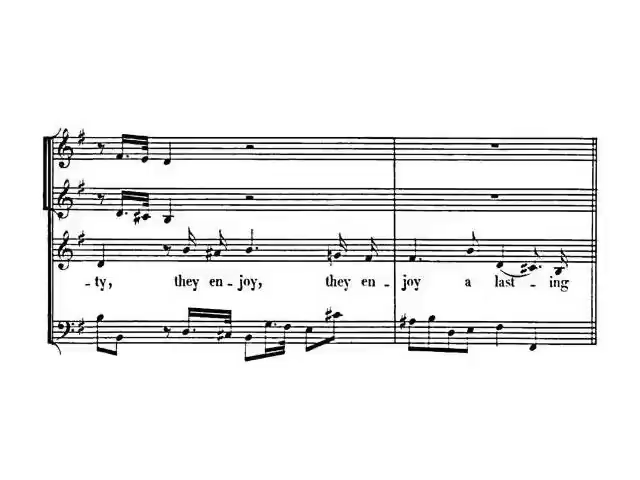 - ty, they en - joy, they en - joy a last - ing